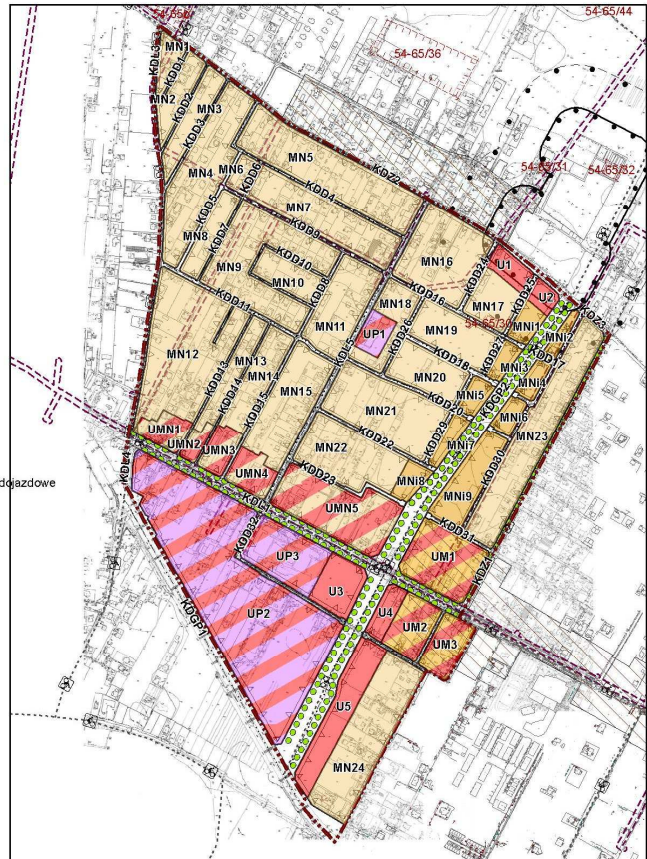 54-65b
54-65/44
54-65/36
MN1
KDL3
KDD1
MN2
KDD2
MN3
KDD3
MN5
KDZ2
54-65/31
54-65/32
MN4
MN6
KDD6
KDD4
KDD5
MN7
KDD7
KDD9
MN8
MN9
KDD10
MN10
KDD8
MN16
KDD24
U1
KDD25
U2
KDD16
MN17
MN18
MN11
KDL5
UP1
KDD26
MN19
54-65/30
MNi1
MNi2
KDZ3
KDD11
KDD27
KDD17
MNi3
MNi4
KDD18
MN12
MN13
MN14
KDD13
KDD14
KDD15
MN15
MN20
MNi5
KDGP2
KDD20
MNi6
MN21
MN23
MN22
KDD22
KDD29
MNi7
KDD30
UMN1
UMN2
UMN3
UMN4
KDD23
MNi8
MNi9
dojazdowe
KDL4
KDL1
UMN5
KDD31
KDD32
UM1
UP3
KDZ1
U3
UP2
U4
UM2
UM3
KDGP1
U5
MN24